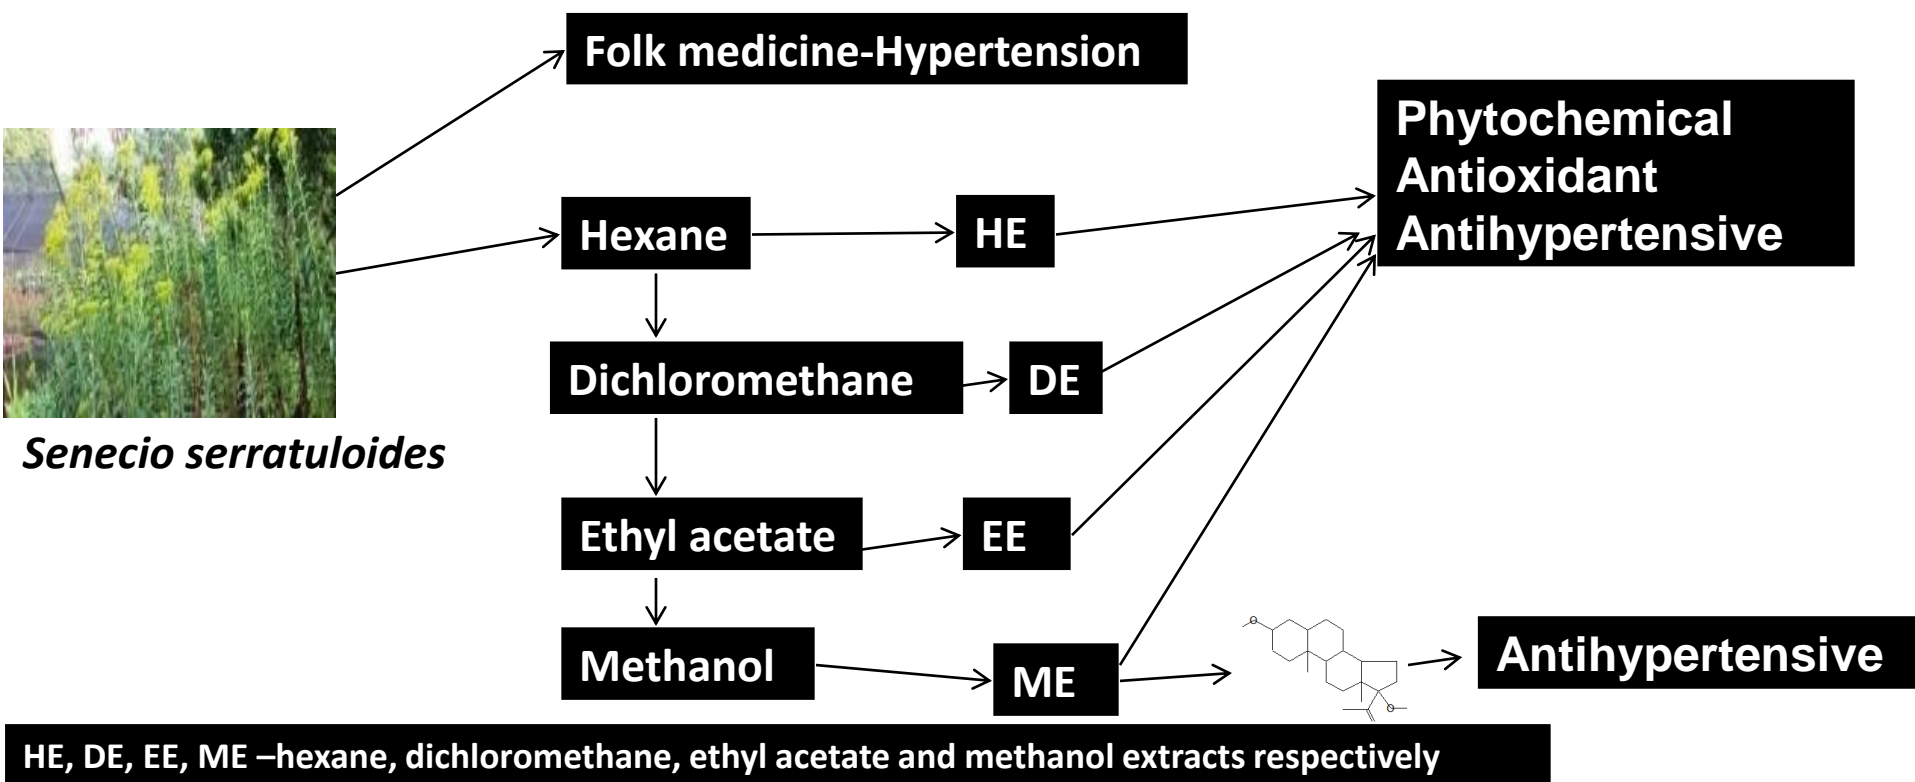 Folk medicine-Hypertension
Phytochemical
Antioxidant
Antihypertensive
Hexane
HE
Dichloromethane
DE
Senecio serratuloides
Ethyl acetate
EE
Methanol
ME
O
O
Antihypertensive
HE, DE, EE, ME –hexane, dichloromethane, ethyl acetate and methanol extracts respectively